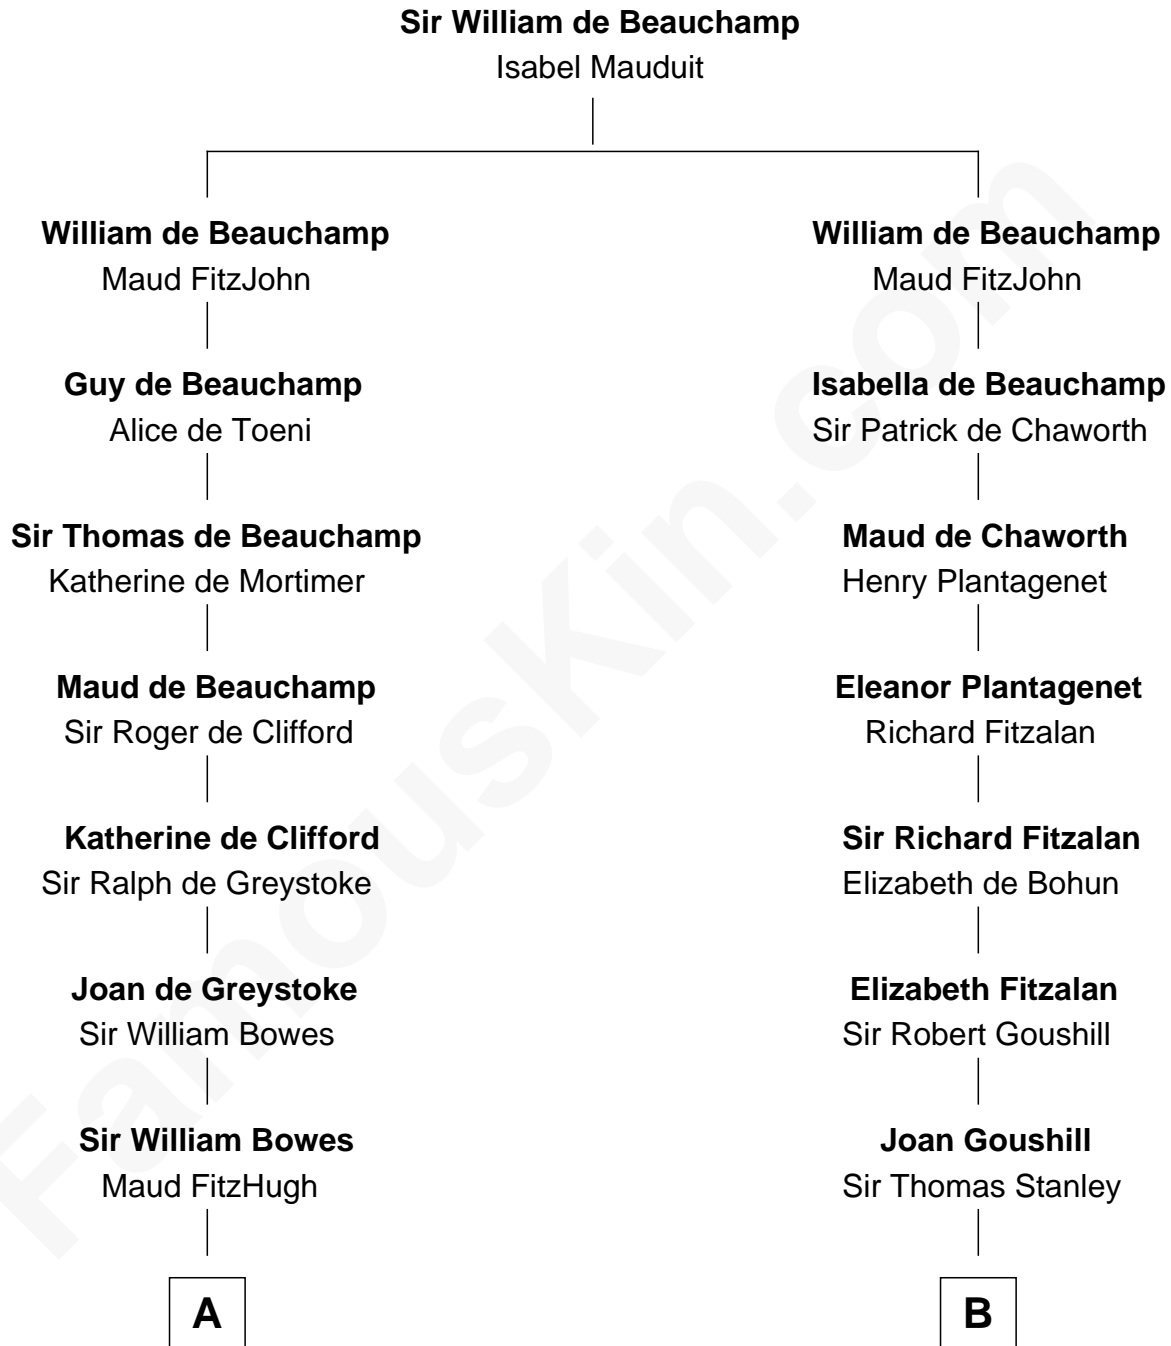 Sir William de Beauchamp
Isabel Mauduit
William de Beauchamp
Maud FitzJohn
Guy de Beauchamp
Alice de Toeni
Sir Thomas de Beauchamp
Katherine de Mortimer
Maud de Beauchamp
Sir Roger de Clifford
Katherine de Clifford
Sir Ralph de Greystoke
Joan de Greystoke
Sir William Bowes
Sir William Bowes
Maud FitzHugh
A
William de Beauchamp
Maud FitzJohn
Isabella de Beauchamp
Sir Patrick de Chaworth
Maud de Chaworth
Henry Plantagenet
Eleanor Plantagenet
Richard Fitzalan
Sir Richard Fitzalan
Elizabeth de Bohun
Elizabeth Fitzalan
Sir Robert Goushill
Joan Goushill
Sir Thomas Stanley
B
FamousKin.com